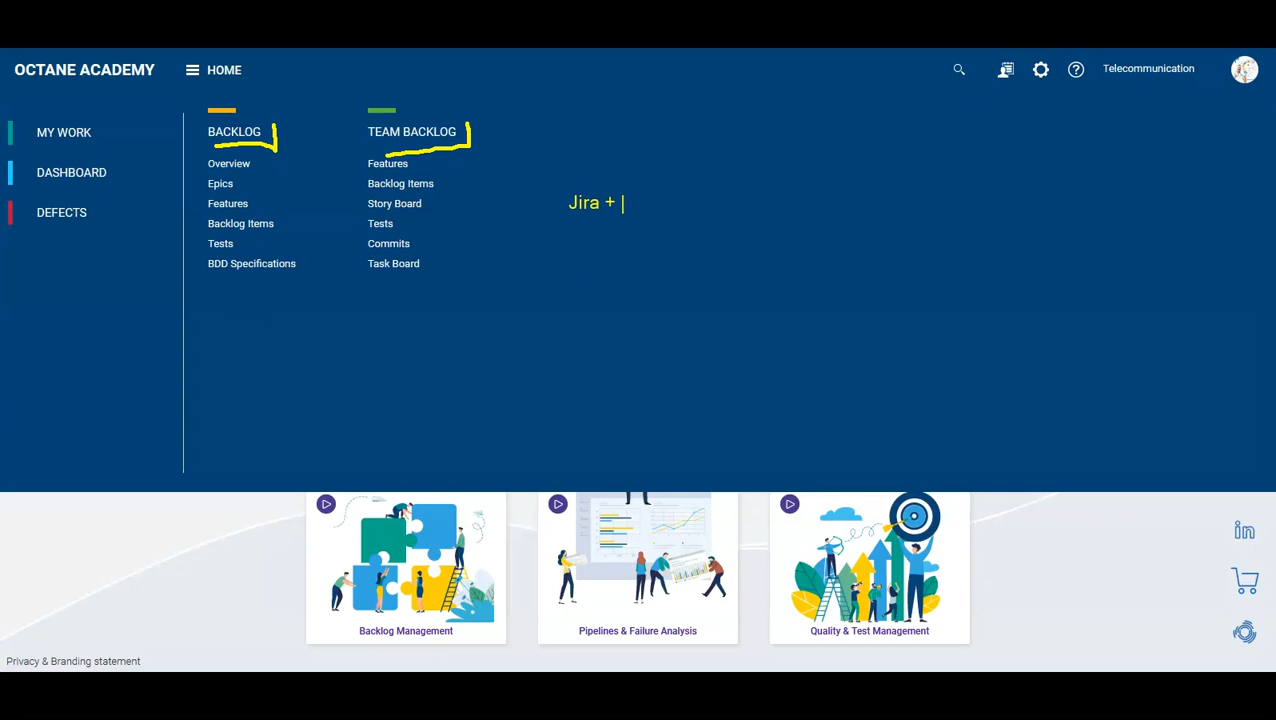 OCTANE ACADEMY
HOME
Telecommunication
MY WORK
DASHBOARD
DEFECTS
BACKLOG
Overview
Epics
Features
Backlog Items
Tests
BDD Specifications
TEAM BACKLOG
Features
Backlog Items
Story Board
Tests
Commits
Task Board
Jira + |
Backlog Management
Pipelines & Failure Analysis
Quality & Test Management
in
Privacy & Branding statement